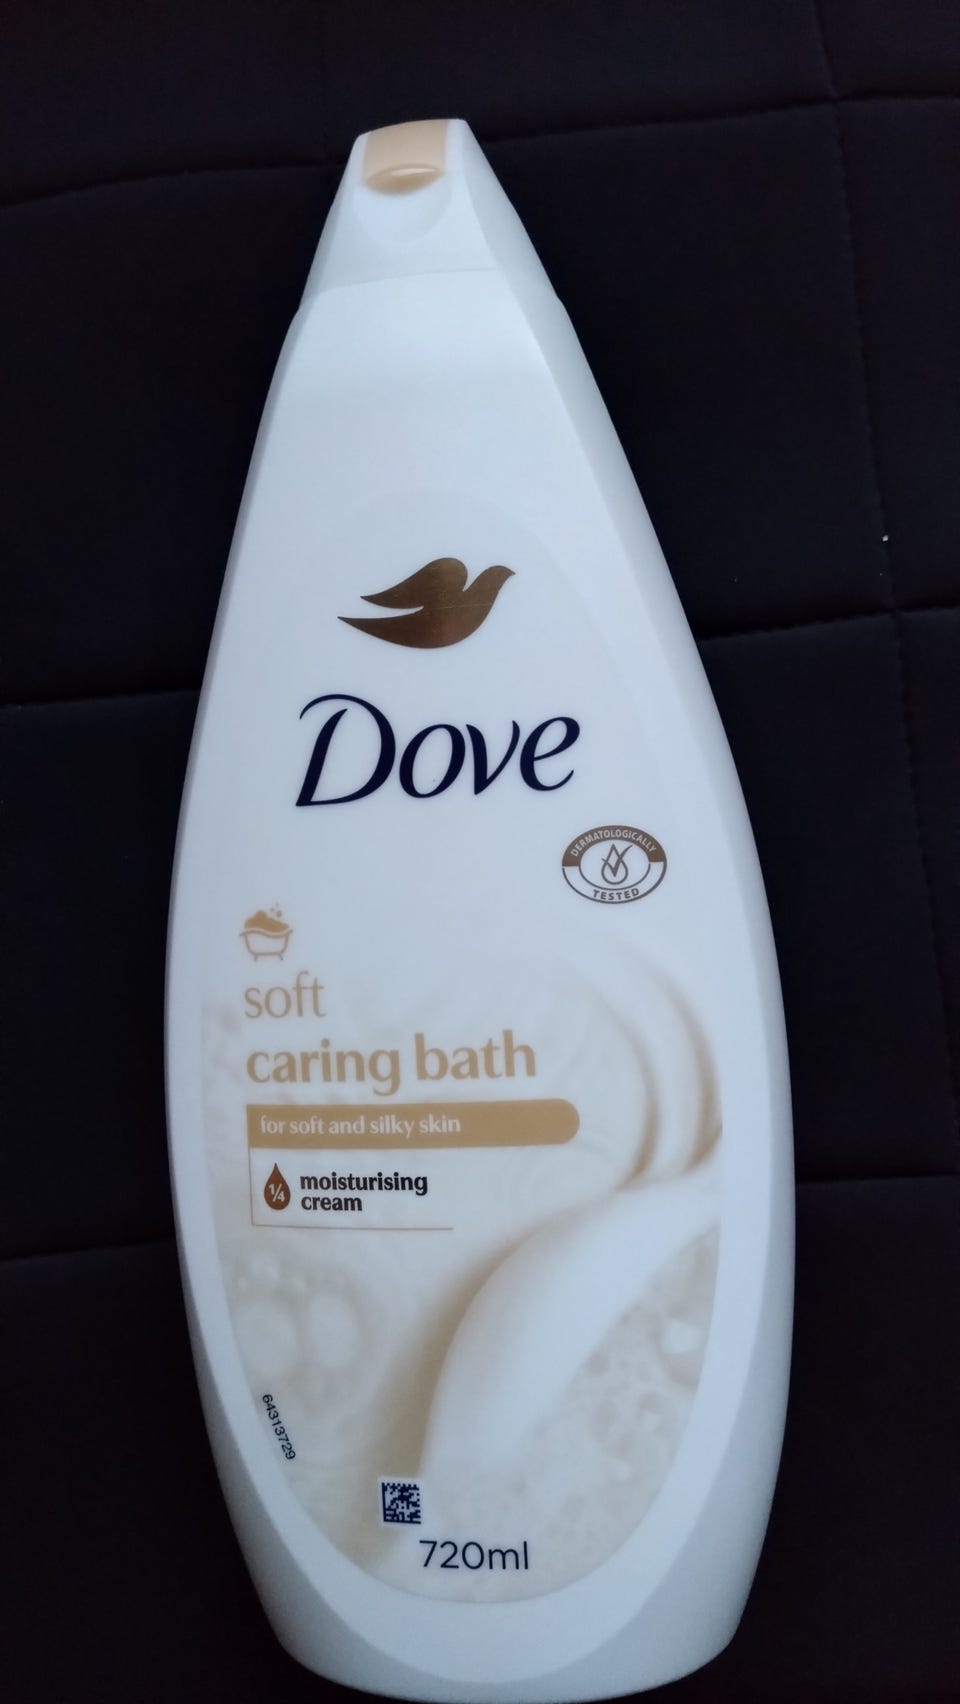 Dove
DERMATOLOGICALLY
TESTED
soft
caring bath
for soft and silky skin
1/4 moisturising
cream
64313729
720ml